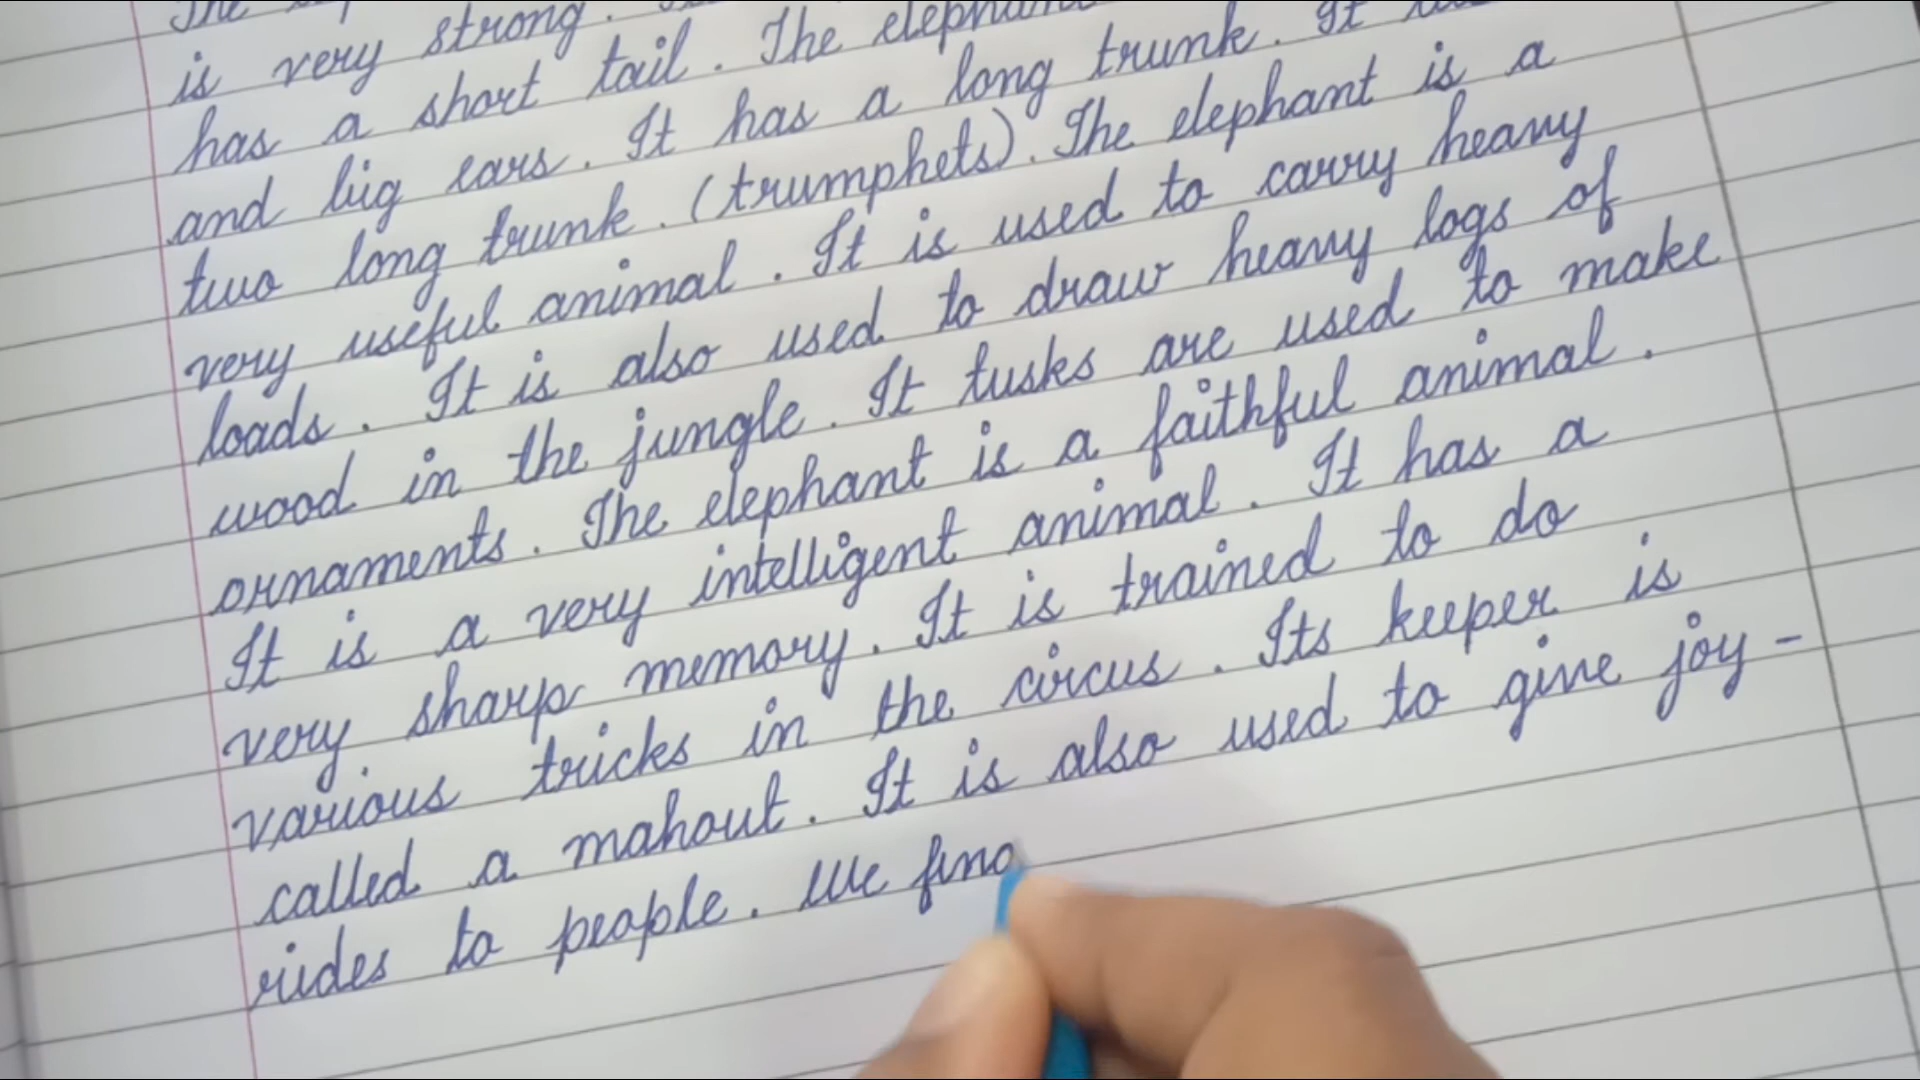 The
is very strong.
has a short tail. The elephant
and big ears. It has a long trunk. It
two long trunk. (trumphets). The elephant is a
very useful animal. It is used to carry heavy
loads. It is also used to draw heavy logs of
wood in the jungle. It tusks are used to make
ornaments. The elephant is a faithful animal.
It is a very intelligent animal. It has a
very sharp memory. It is trained to do
various tricks in the circus. Its keeper is
called a mahout. It is also used to give joy-
rides to people. We find